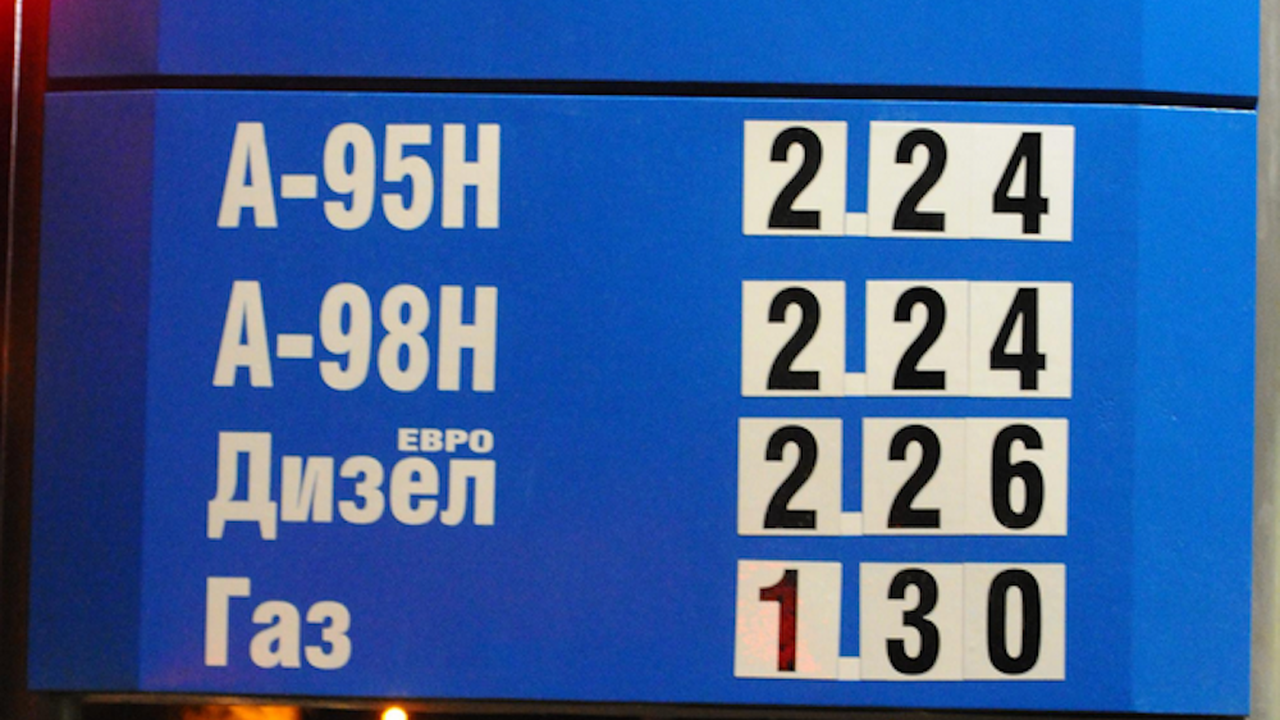 А-95Н 2.24
А-98Н 2.24
ЕВРО
Дизел 2.26
Газ 1.30